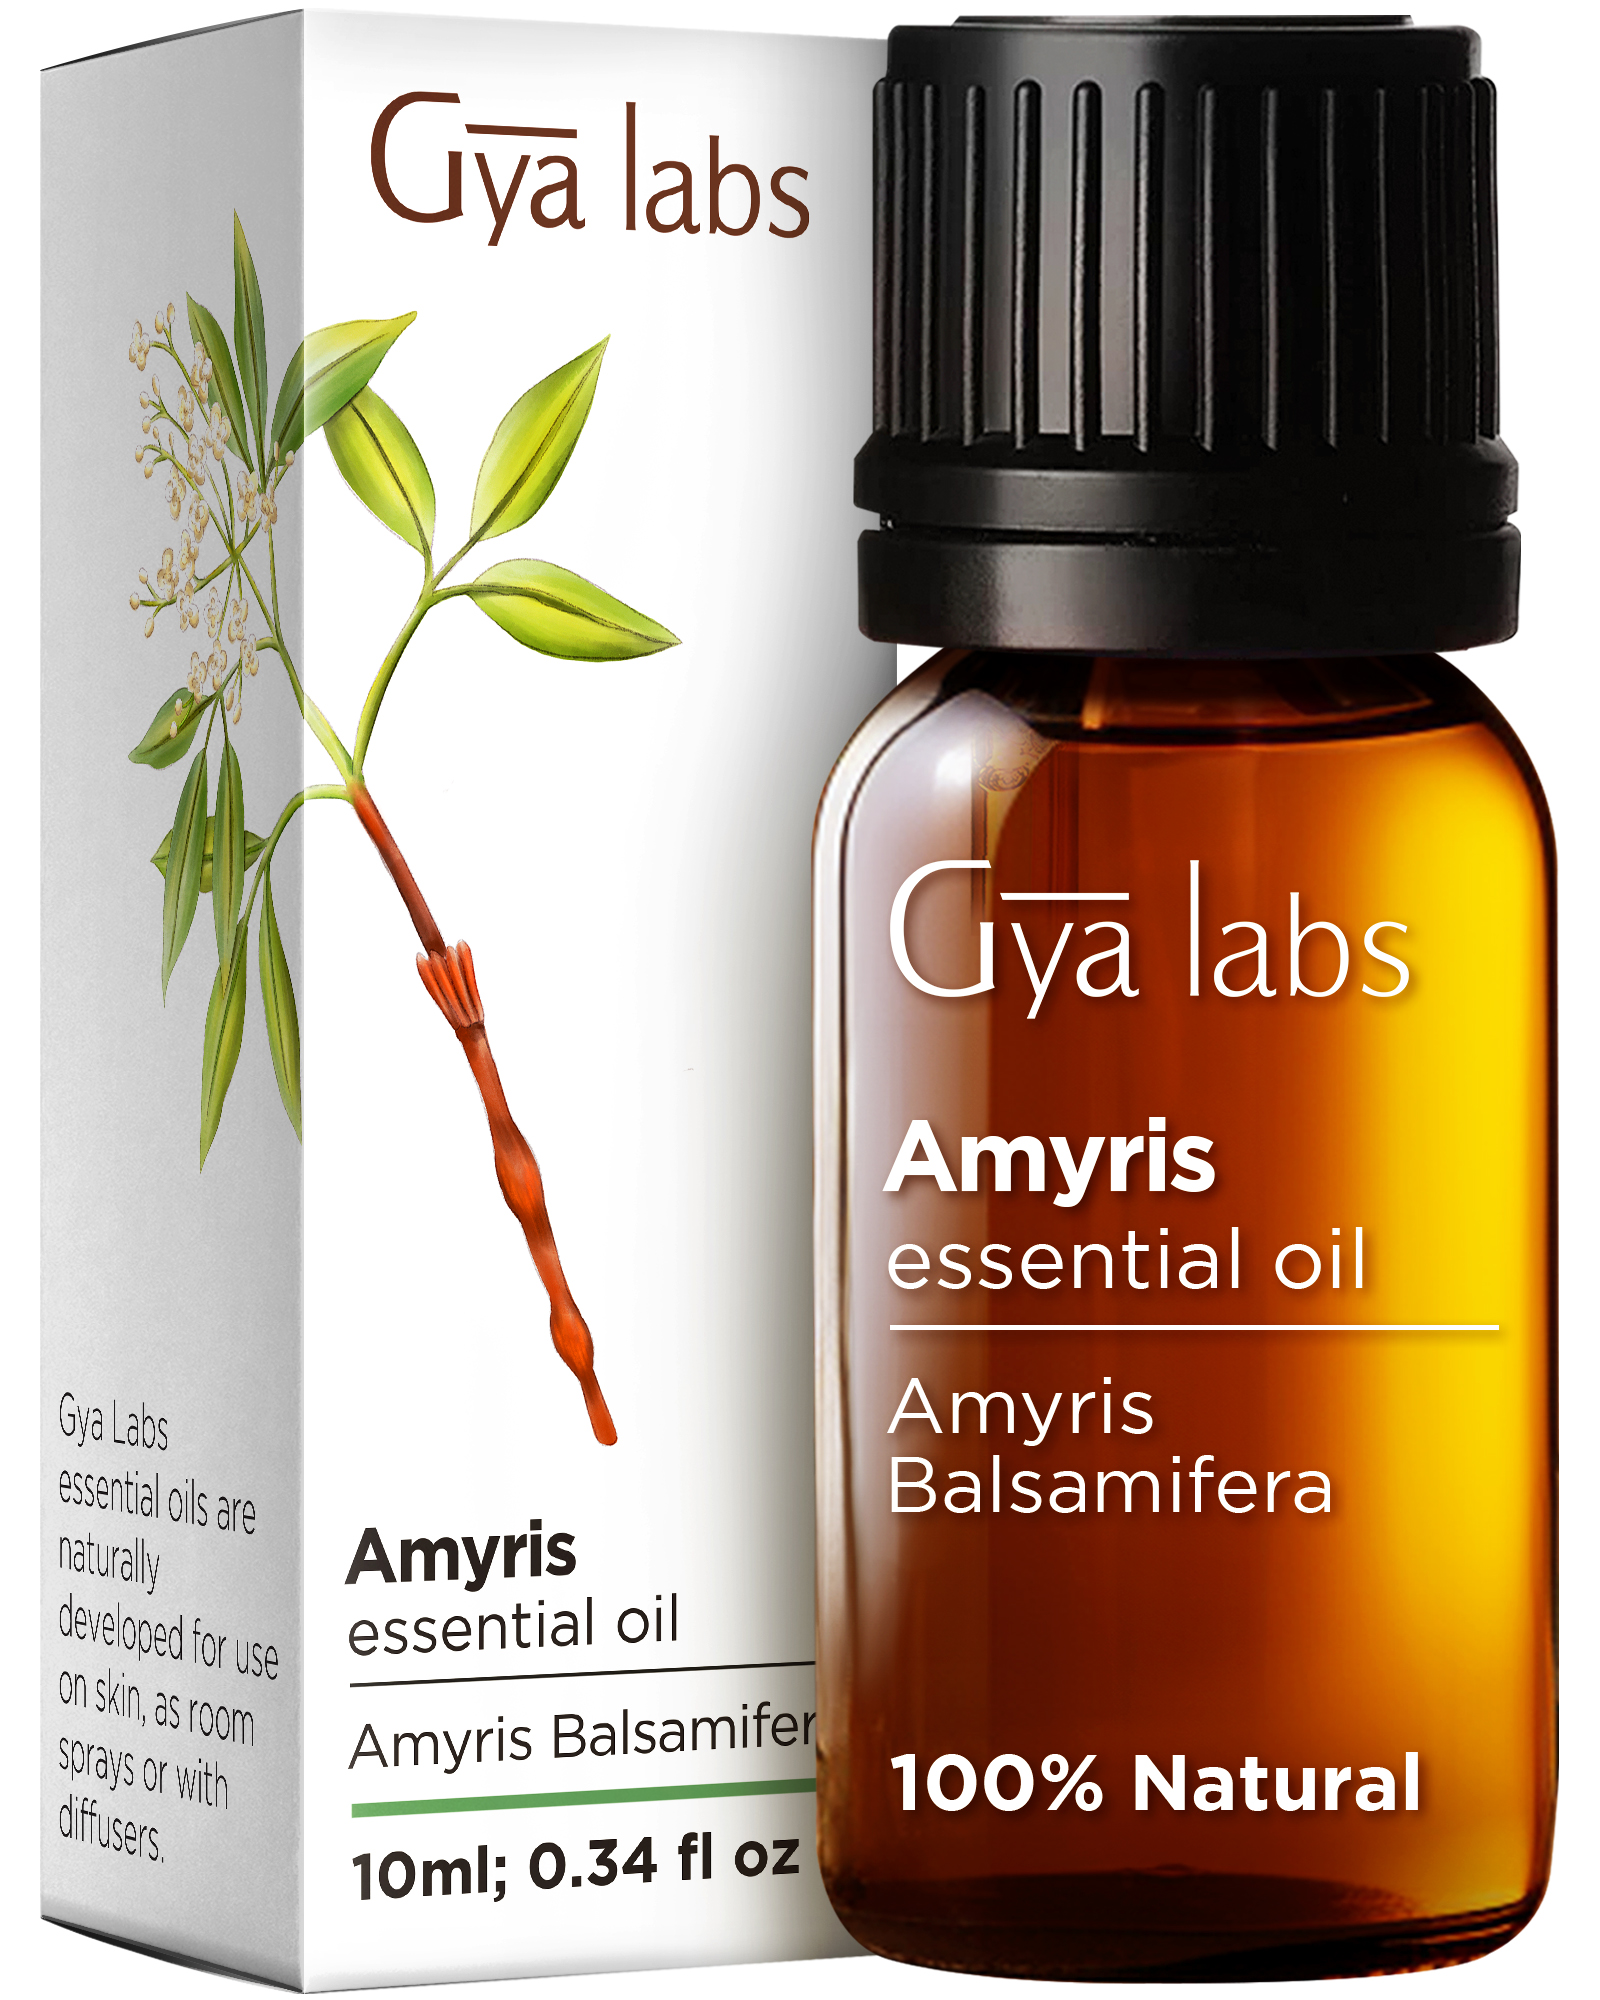 Gya labs
Gya Labs
essential oils are
naturally
developed for use
on skin, as room
sprays or with
diffusers.
Amyris
essential oil
Amyris Balsamifer
10ml; 0.34 fl oz
Gya labs
Amyris
essential oil
Amyris
Balsamifera
100% Natural